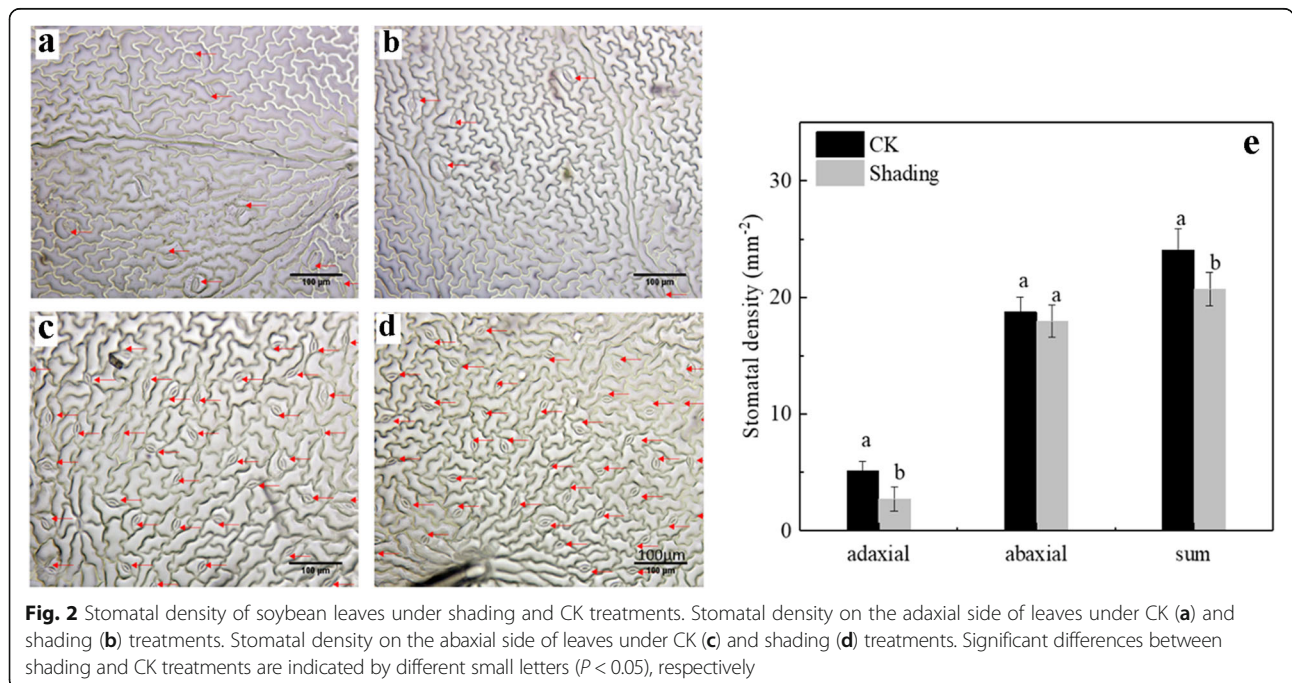 a
b
100 µm
100 µm
c
d
100 µm
100µm
100 µm
e
CK
Shading
Stomatal density (mm-2)
30
20
10
0
a
b
a
a
a
b
adaxial
abaxial
sum
Fig. 2 Stomatal density of soybean leaves under shading and CK treatments. Stomatal density on the adaxial side of leaves under CK (a) and
shading (b) treatments. Stomatal density on the abaxial side of leaves under CK (c) and shading (d) treatments. Significant differences between
shading and CK treatments are indicated by different small letters (P < 0.05), respectively